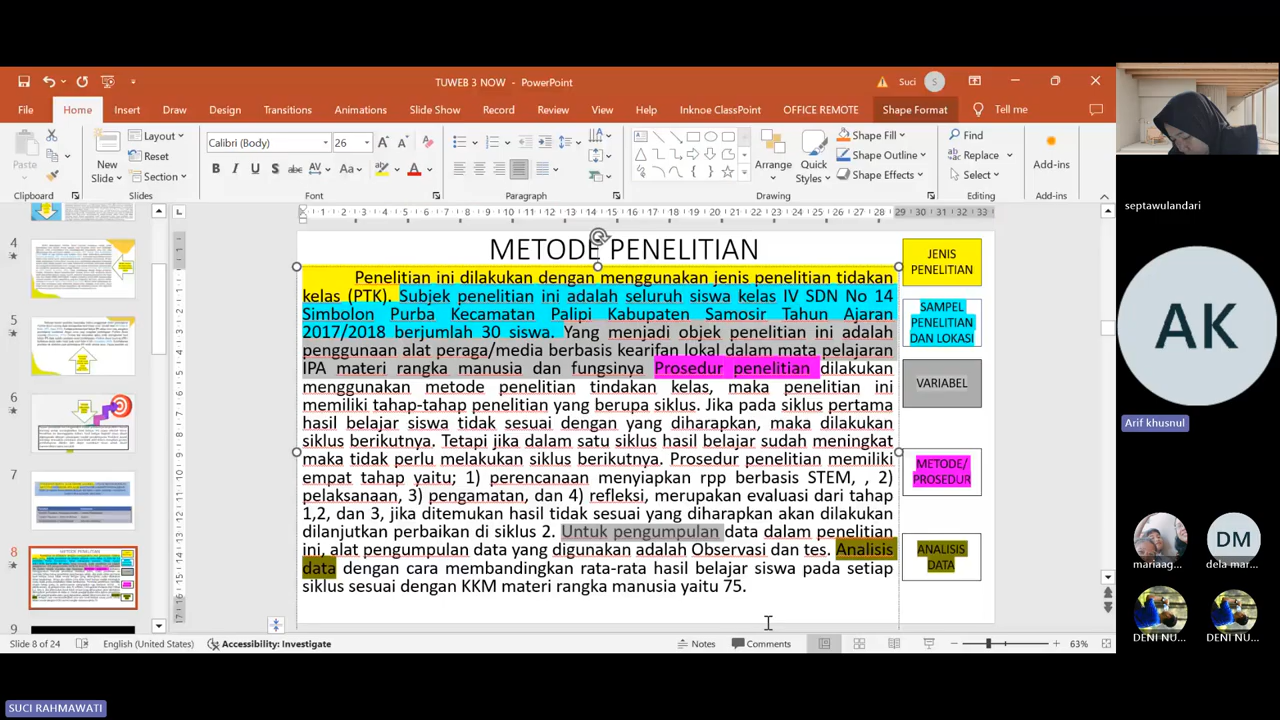 TUWEB 3 NOW - PowerPoint
Suci
S
File
Home
Insert
Draw
Design
Transitions
Animations
Slide Show
Record
Review
View
Help
Inknoe ClassPoint
OFFICE REMOTE
Shape Format
Tell me
Paste
New
Slide
Layout
Reset
Section
Calibri (Body)
26
Shape Fill
Shape Outline
Shape Effects
Arrange
Quick
Styles
Find
Replace
Select
Add-ins
Clipboard
Slides
Font
Paragraph
Drawing
Editing
Add-ins
4
5
6
7
8
9
METODE PENELITIAN
Penelitian ini dilakukan dengan menggunakan jenis penelitian tidakan
kelas (PTK). Subjek penelitian ini adalah seluruh siswa kelas IV SDN No 14
Simbolon Purba Kecamatan Palipi Kabupaten Samosir Tahun Ajaran
2017/2018 berjumlah 30 siswa. Yang menjadi objek penelitian ini adalah
penggunaan alat peraga/media berbasis kearifan lokal dalam mata pelajaran
IPA materi rangka manusia dan fungsinya Prosedur penelitian dilakukan
menggunakan metode penelitian tindakan kelas, maka penelitian ini
memiliki tahap-tahap penelitian yang berupa siklus. Jika pada siklus pertama
hasil belajar siswa tidak sesuai dengan yang diharapkan, maka dilakukan
siklus berikutnya. Tetapi jika dalam satu siklus hasil belajar sudah meningkat
maka tidak perlu melakukan siklus berikutnya. Prosedur penelitian memiliki
empat tahap yaitu, 1) perencanaan menyiapkan rpp berbasis STEM, , 2)
pelaksanaan, 3) pengamatan, dan 4) refleksi, merupakan evaluasi dari tahap
1,2, dan 3, jika ditemukan hasil tidak sesuai yang diharapkan akan dilakukan
dilanjutkan perbaikan di siklus 2. Untuk pengumpulan data dalam penelitian
ini, alat pengumpulan data yang digunakan adalah Observasi dan tes. Analisis
data dengan cara membandingkan rata-rata hasil belajar siswa pada setiap
siklus sesuai dengan KKM materi rangka manusia yaitu 75.
JENIS
PENELITIAN
SAMPEL
PENELITIAN
DAN LOKASI
VARIABEL
METODE/
PROSEDUR
ANALISIS
DATA
Slide 8 of 24
English (United States)
Accessibility: Investigate
Notes
Comments
63%
septawulandari
AK
Arif khusnul
mariaag...
DM
dela mar...
DENI NU...
DENI NU...
SUCI RAHMAWATI